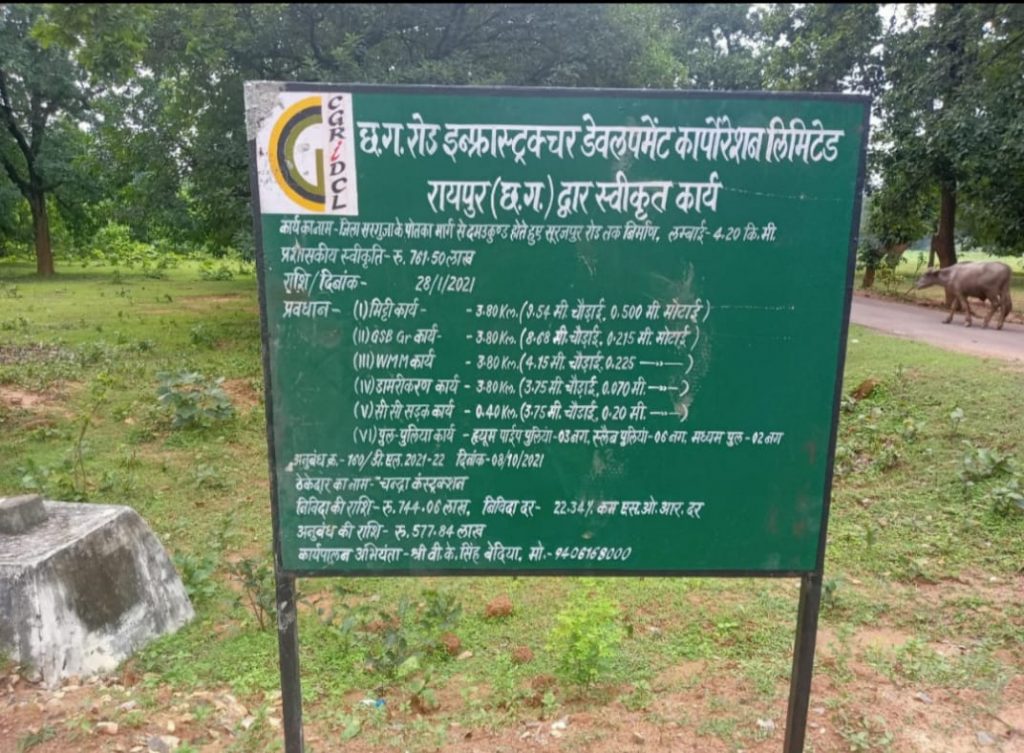 CGRiDCL
छ.ग. रोड इन्फ्रास्ट्रक्चर डेवलपमेंट कार्पोरेशन लिमिटेड
रायपुर (छ.ग.) द्वार स्वीकृत कार्य
कार्य का नाम - जिला सरगुजा के पोतका मार्ग से दमउकुण्ड होते हुए सूरजपुर रोड तक निर्माण, लम्बाई - 4.20 कि.मी.
प्रशासकीय स्वीकृति - रु. 761.50 लाख
राशि / दिनांक - 28/1/2021
प्रवधान - (I) मिट्टी कार्य - - 3.80 Km. (3.54 मी. चौड़ाई, 0.500 मी. मोटाई)
(II) GSB Gr कार्य - - 3.80 Km. (8.68 मी. चौड़ाई, 0.215 मी. मोटाई)
(III) WMM कार्य - 3.80 Km. (4.15 मी. चौड़ाई, 0.225 —"—)
(IV) डामरीकरण कार्य - 3.80 Km. (3.75 मी. चौड़ाई, 0.070 मी. —"—)
(V) सी सी सड़क कार्य - 0.40 Km. (3.75 मी. चौड़ाई, 0.20 मी. —"—)
(VI) पुल-पुलिया कार्य - ह्यूम पाईप पुलिया - 03 नग, स्लैब पुलिया - 06 नग, मध्यम पुल - 02 नग
अनुबंध क्र. - 160/डी.एल. 2021-22 दिनांक - 08/10/2021
ठेकेदार का नाम - चन्द्रा कंस्ट्रक्शन
निविदा की राशि - रु. 744.06 लाख, निविदा दर - 22.34% कम एस.ओ.आर. दर
अनुबंध की राशि - रु. 577.84 लाख
कार्यपालन अभियंता - श्री वी.के. सिंह बेदिया, मो. - 9406168000